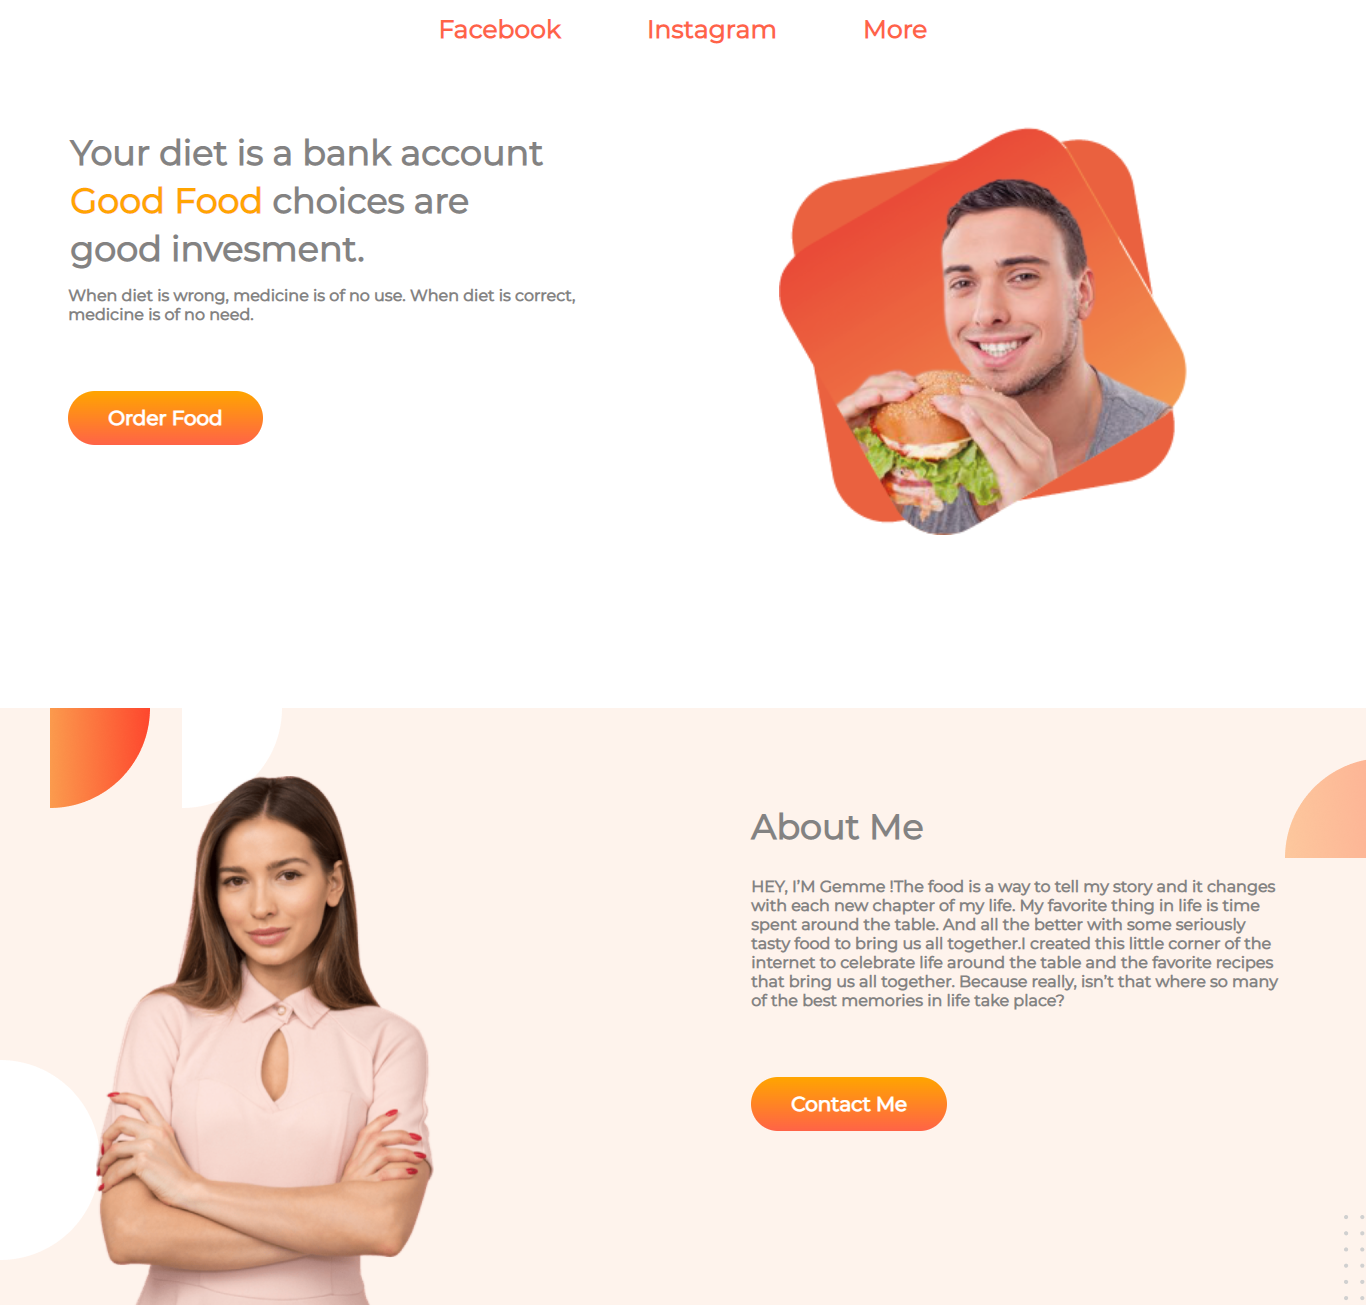 Facebook Instagram More
Your diet is a bank account
Good Food choices are
good invesment.
When diet is wrong, medicine is of no use. When diet is correct,
medicine is of no need.
Order Food
About Me
HEY, I’M Gemme !The food is a way to tell my story and it changes
with each new chapter of my life. My favorite thing in life is time
spent around the table. And all the better with some seriously
tasty food to bring us all together.I created this little corner of the
internet to celebrate life around the table and the favorite recipes
that bring us all together. Because really, isn’t that where so many
of the best memories in life take place?
Contact Me